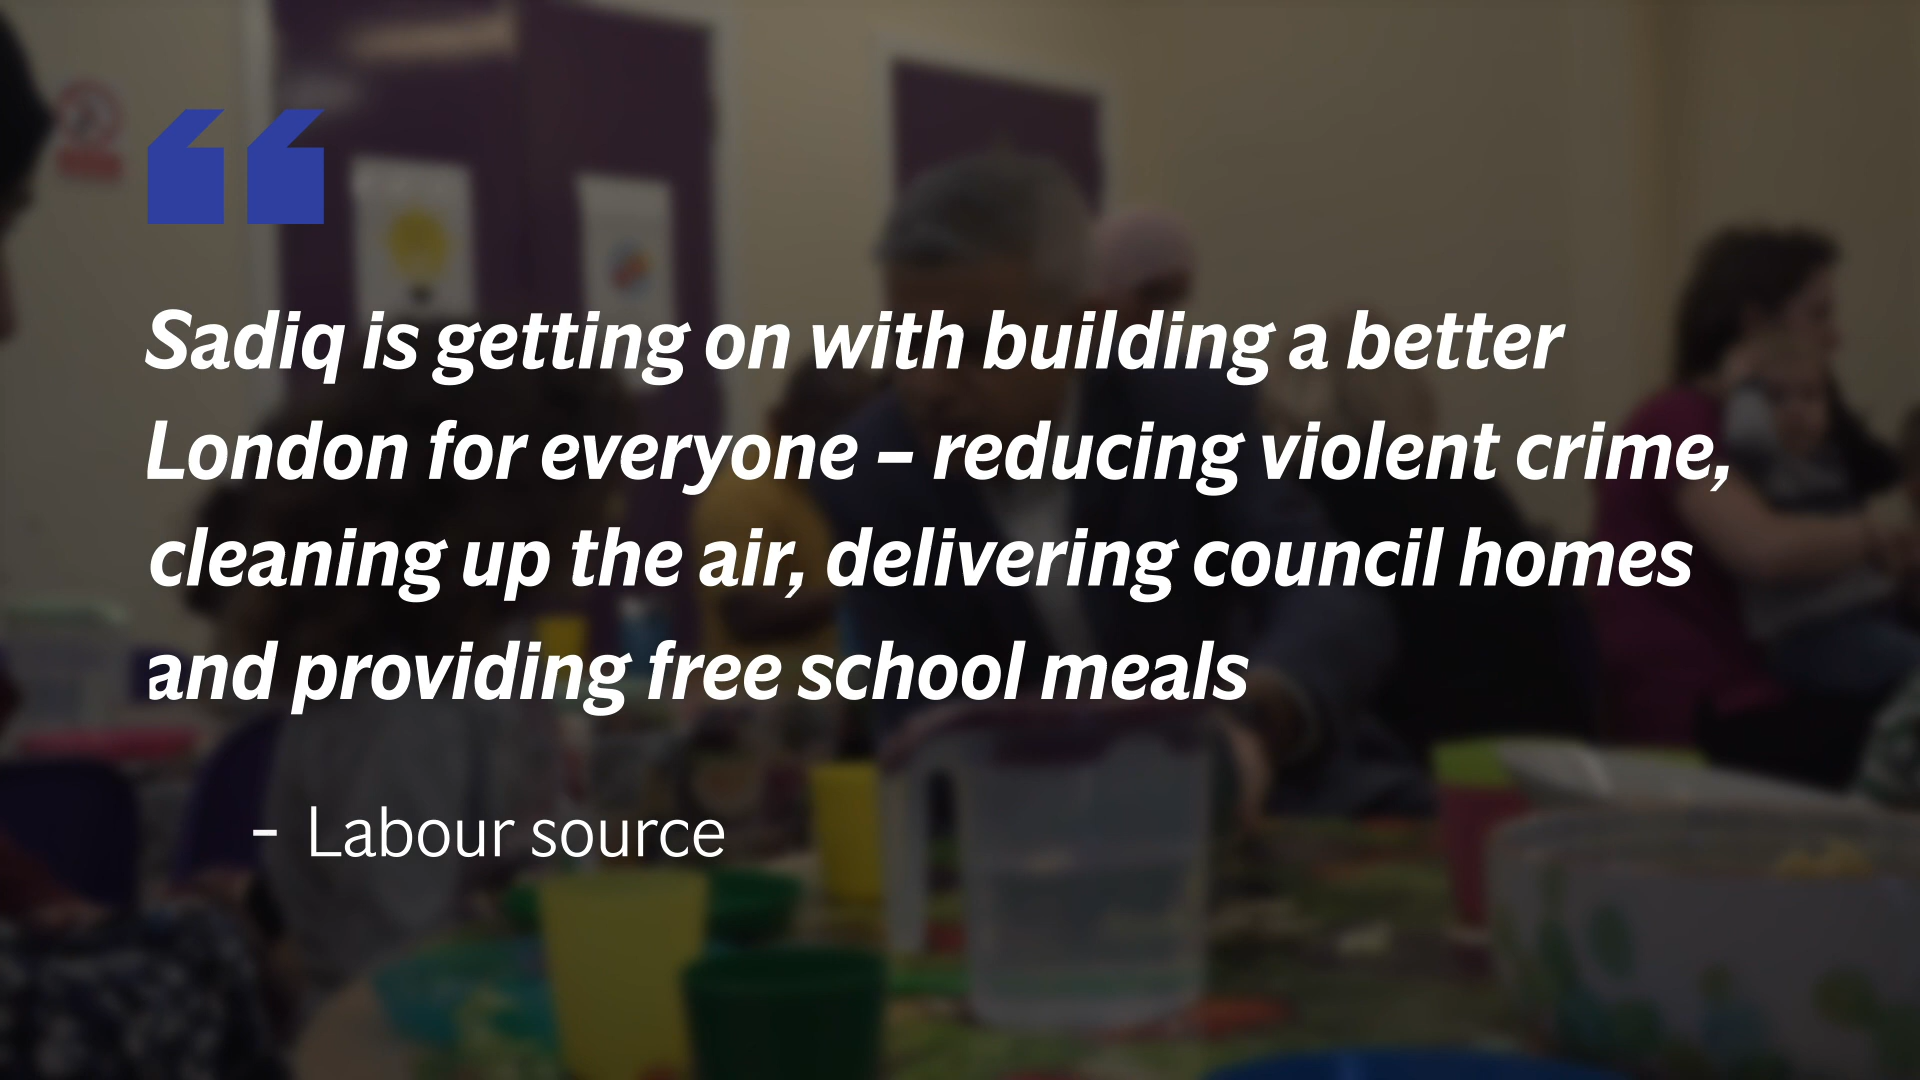 “
Sadiq is getting on with building a better
London for everyone – reducing violent crime,
cleaning up the air, delivering council homes
and providing free school meals
- Labour source